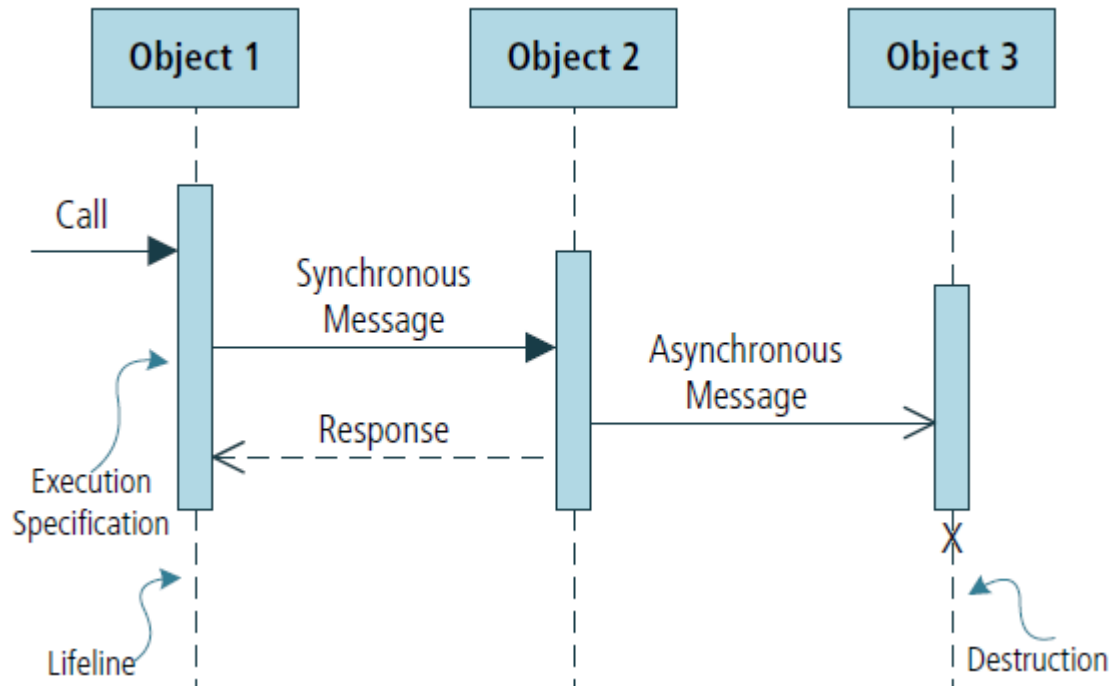 Object 1
Object 2
Object 3
Call
Synchronous
Message
Asynchronous
Message
Response
Execution
Specification
X
Lifeline
Destruction